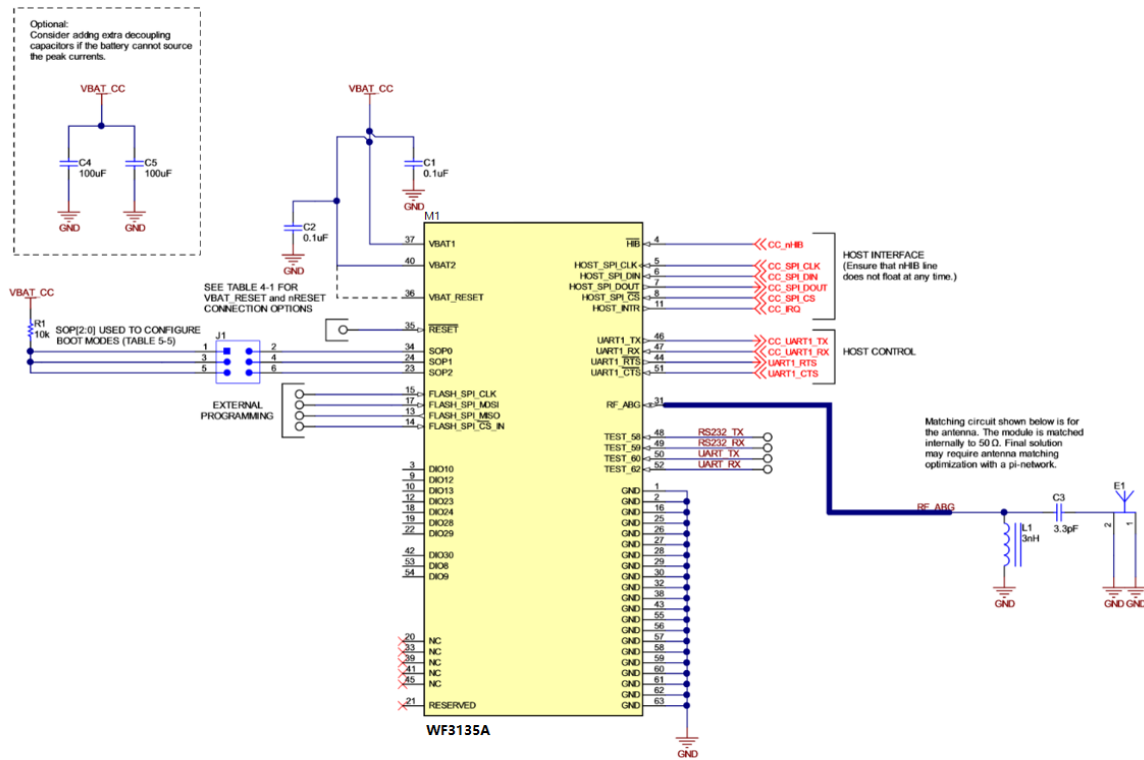 Optional:
Consider adding extra decoupling
capacitors if the battery cannot source
the peak currents.
VBAT_CC
C4
100uF
C5
100uF
GND
GND
VBAT_CC
C1
0.1uF
GND
C2
0.1uF
GND
M1
VBAT_CC
R1
10k
SOP[2:0] USED TO CONFIGURE
BOOT MODES (TABLE 5-5)
SEE TABLE 4-1 FOR
VBAT_RESET and nRESET
CONNECTION OPTIONS
J1
1 2
3 4
5 6
EXTERNAL
PROGRAMMING
37 VBAT1
40 VBAT2
36 VBAT_RESET
35 RESET
34 SOP0
24 SOP1
23 SOP2
15 FLASH_SPI_CLK
17 FLASH_SPI_MOSI
13 FLASH_SPI_MISO
14 FLASH_SPI_CS_IN
3 DIO10
9 DIO12
10 DIO13
12 DIO23
18 DIO24
19 DIO28
22 DIO29
42 DIO30
53 DIO8
54 DIO9
20 NC
33 NC
39 NC
41 NC
45 NC
21 RESERVED
HIB 4 CC_nHIB
HOST_SPI_CLK 5 CC_SPI_CLK
HOST_SPI_DIN 6 CC_SPI_DIN
HOST_SPI_DOUT 7 CC_SPI_DOUT
HOST_SPI_CS 8 CC_SPI_CS
HOST_INTR 11 CC_IRQ
HOST INTERFACE
(Ensure that nHIB line
does not float at any time.)
UART1_TX 46 CC_UART1_TX
UART1_RX 47 CC_UART1_RX
UART1_RTS 44 UART1_RTS
UART1_CTS 51 UART1_CTS
HOST CONTROL
RF_ABG 31
TEST_58 48 RS232_TX
TEST_59 49 RS232_RX
TEST_60 50 UART_TX
TEST_62 52 UART_RX
GND 1
GND 2
GND 16
GND 25
GND 26
GND 27
GND 28
GND 29
GND 30
GND 32
GND 38
GND 43
GND 55
GND 56
GND 57
GND 58
GND 59
GND 60
GND 61
GND 62
GND 63
GND
WF3135A
Matching circuit shown below is for
the antenna. The module is matched
internally to 50 Ω. Final solution
may require antenna matching
optimization with a pi-network.
RF_ABG
L1
3nH
GND
C3
3.3pF
E1
2 1
GND GND